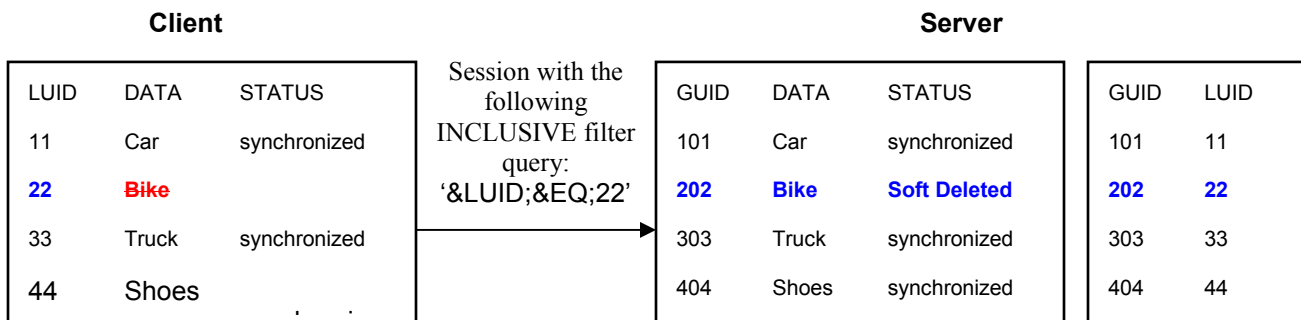 Client
Server
LUID DATA STATUS
11 Car synchronized
22 Bike
33 Truck synchronized
44 Shoes
Session with the
following
INCLUSIVE filter
query:
‘&LUID;&EQ;22’
GUID DATA STATUS
101 Car synchronized
202 Bike Soft Deleted
303 Truck synchronized
404 Shoes synchronized
GUID LUID
101 11
202 22
303 33
404 44